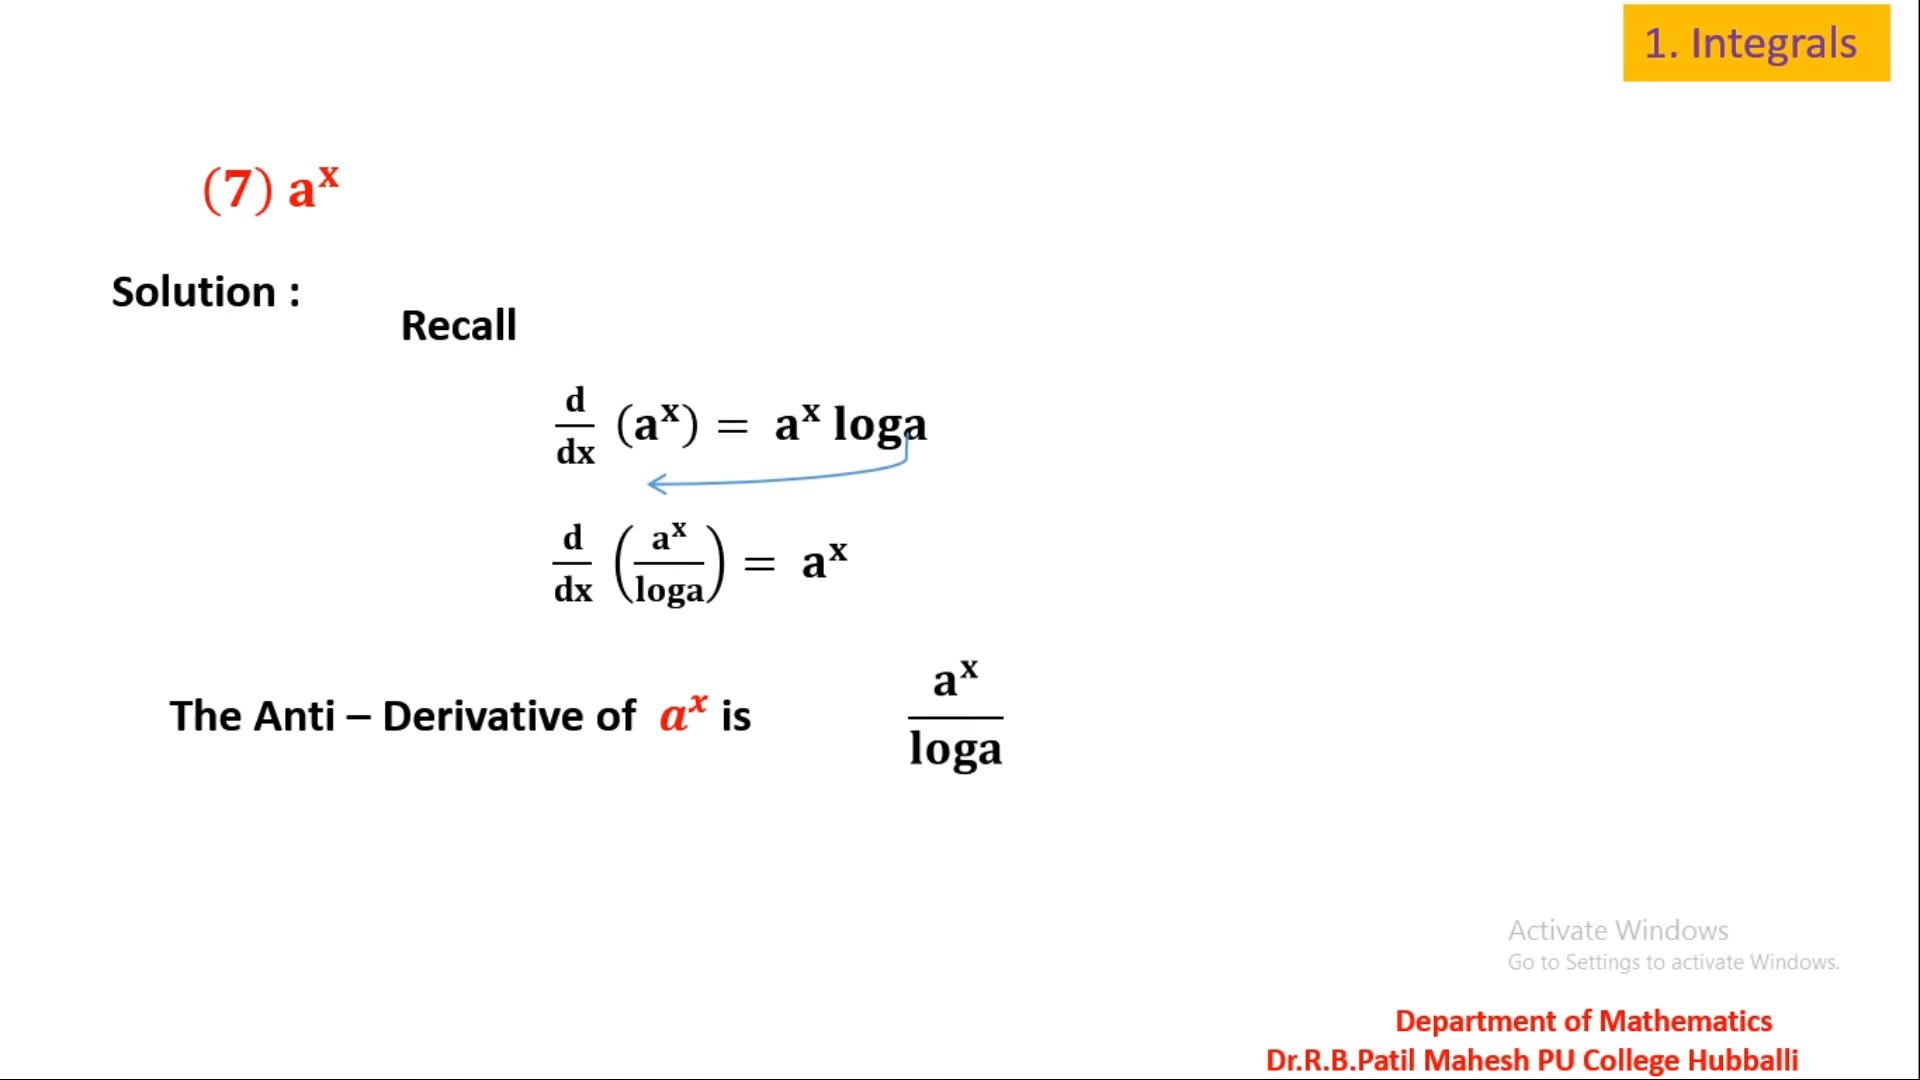 1. Integrals
(7) aˣ
Solution :
Recall
d/dx (aˣ) = aˣ loga
d/dx (aˣ/loga) = aˣ
The Anti – Derivative of aˣ is aˣ/loga
Activate Windows
Go to Settings to activate Windows.
Department of Mathematics
Dr.R.B.Patil Mahesh PU College Hubballi